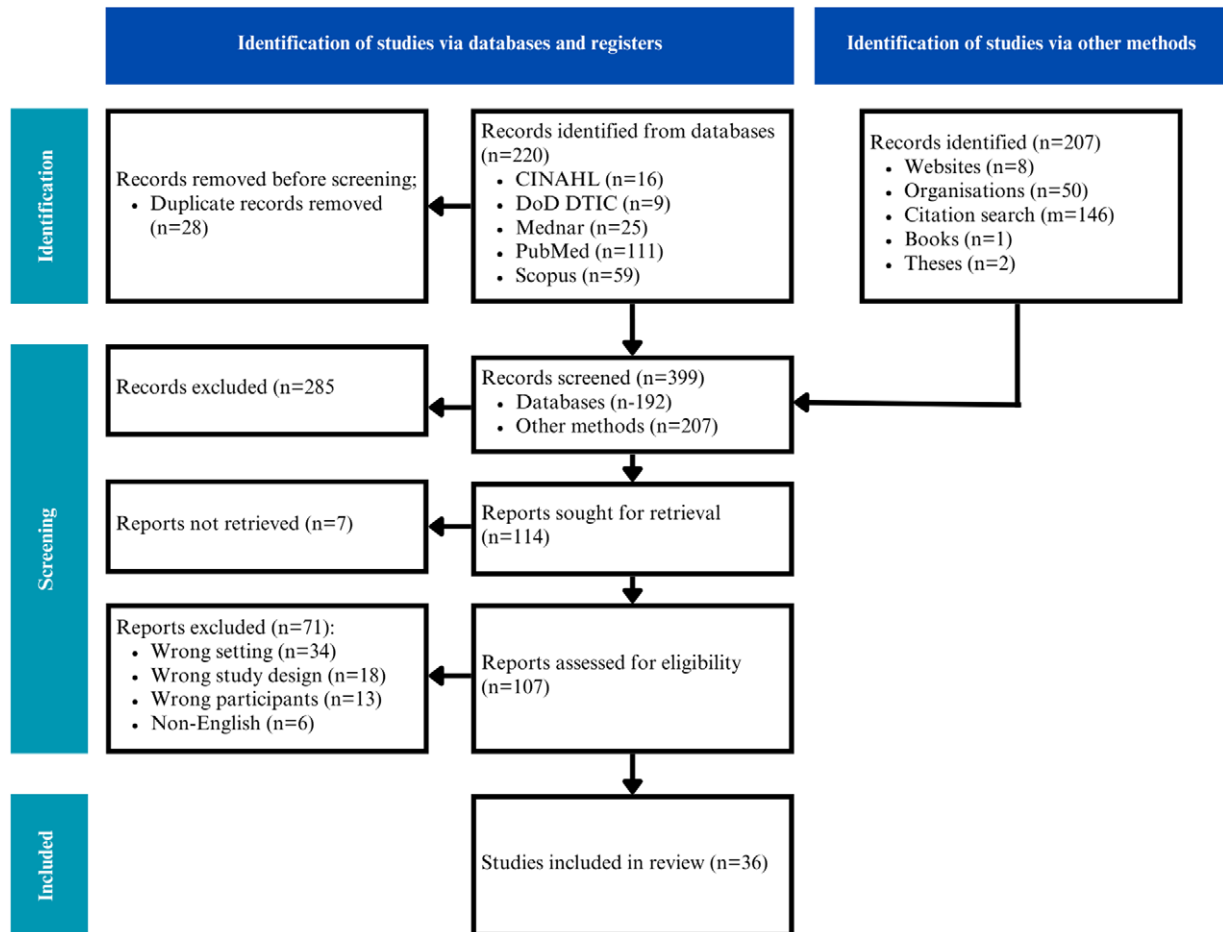 Identification of studies via databases and registers
Identification of studies via other methods
Identification
Records removed before screening;
• Duplicate records removed
(n=28)
Records identified from databases
(n=220)
• CINAHL (n=16)
• DoD DTIC (n=9)
• Mednar (n=25)
• PubMed (n=111)
• Scopus (n=59)
Records identified (n=207)
• Websites (n=8)
• Organisations (n=50)
• Citation search (m=146)
• Books (n=1)
• Theses (n=2)
Screening
Records excluded (n=285
Records screened (n=399)
• Databases (n-192)
• Other methods (n=207)
Reports not retrieved (n=7)
Reports sought for retrieval
(n=114)
Reports excluded (n=71):
• Wrong setting (n=34)
• Wrong study design (n=18)
• Wrong participants (n=13)
• Non-English (n=6)
Reports assessed for eligibility
(n=107)
Included
Studies included in review (n=36)